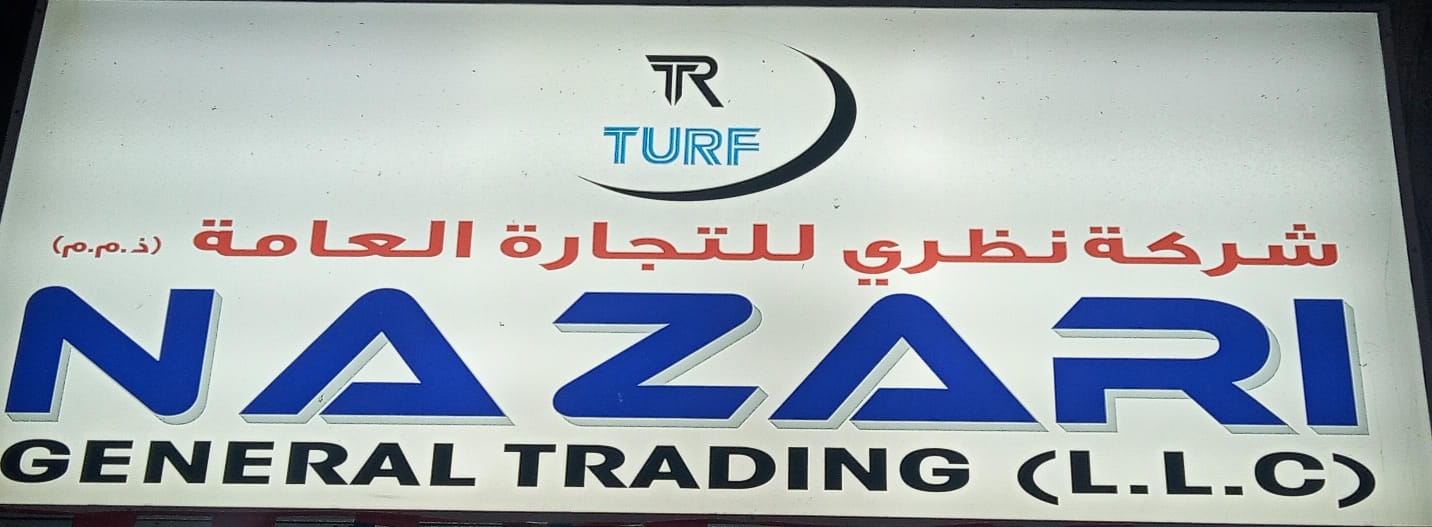 TR
TURF
شركة نظري للتجارة العامة (ذ.م.م)
NAZARI
GENERAL TRADING (L.L.C)